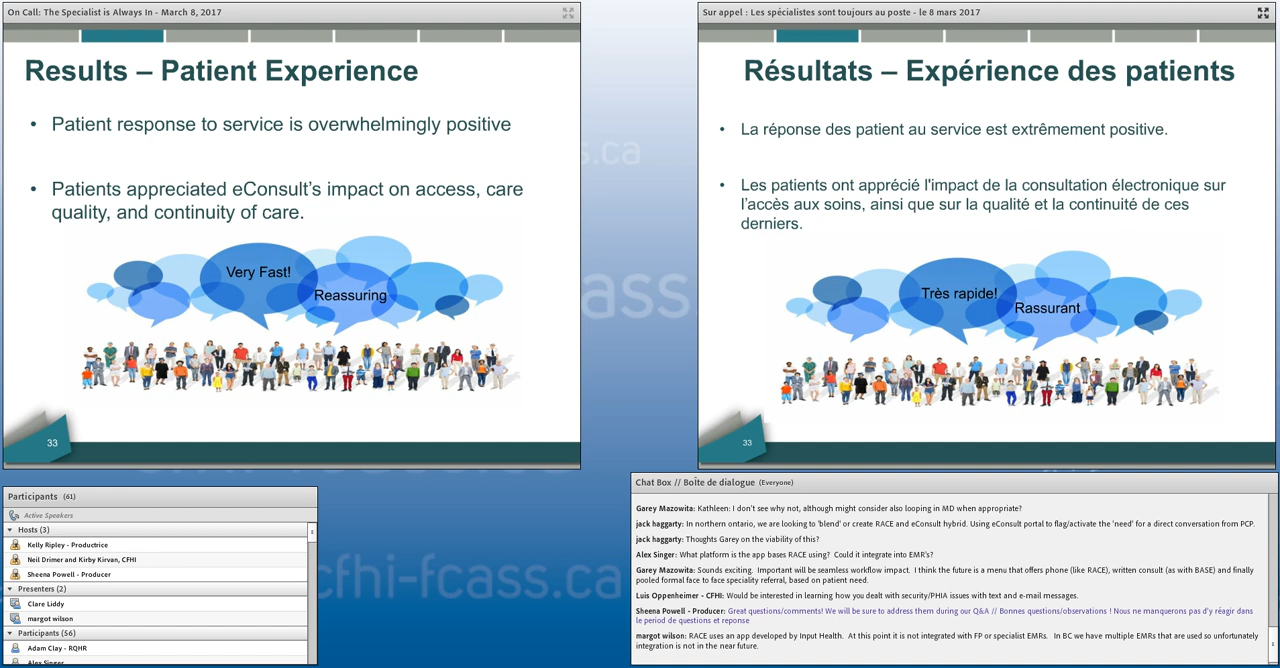 On Call: The Specialist is Always In - March 8, 2017
Results – Patient Experience
• Patient response to service is overwhelmingly positive
• Patients appreciated eConsult's impact on access, care
quality, and continuity of care.
Very Fast!
Reassuring
33
Sur appel : Les spécialistes sont toujours au poste - le 8 mars 2017
Résultats – Expérience des patients
• La réponse des patient au service est extrêmement positive.
• Les patients ont apprécié l'impact de la consultation électronique sur
l'accès aux soins, ainsi que sur la qualité et la continuité de ces
derniers.
Très rapide!
Rassurant
33
s.ca
ass.
cfhi-fcass.ca
Participants (61)
Active Speakers
Hosts (3)
Kelly Ripley - Productrice
Neil Drimer and Kirby Kirvan, CFHI
Sheena Powell - Producer
Presenters (2)
Clare Liddy
margot wilson
Participants (56)
Adam Clay - RQHR
Alex Singer
Chat Box // Boîte de dialogue (Everyone)
Garey Mazowita: Kathleen: I don't see why not, although might consider also looping in MD when appropriate?
jack haggarty: In northern ontario, we are looking to 'blend' or create RACE and eConsult hybrid. Using eConsult portal to flag/activate the 'need' for a direct conversation from PCP.
jack haggarty: Thoughts Garey on the viability of this?
Alex Singer: What platform is the app bases RACE using? Could it integrate into EMR's?
Garey Mazowita: Sounds exciting. Important will be seamless workflow impact. I think the future is a menu that offers phone (like RACE), written consult (as with BASE) and finally
pooled formal face to face speciality referral, based on patient need.
Luis Oppenheimer - CFHI: Would be interested in learning how you dealt with security/PHIA issues with text and e-mail messages.
Sheena Powell - Producer: Great questions/comments! We will be sure to address them during our Q&A // Bonnes questions/observations ! Nous ne manquerons pas d'y réagir dans
le period de questions et reponse
margot wilson: RACE uses an app developed by Input Health. At this point it is not integrated with FP or specialist EMRs. In BC we have multiple EMRs that are used so unfortunately
integration is not in the near future.